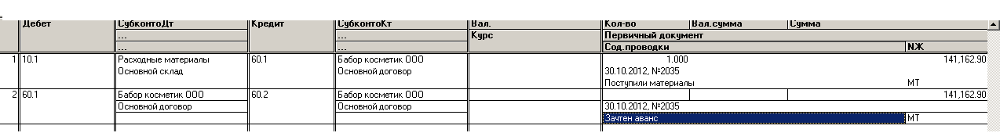 Дебет СубконтоДт Кредит СубконтоКт Вал. Кол-во Вал.сумма Сумма
... ... Курс Первичный документ
... ... Сод.проводки NЖ
1 10.1 Расходные материалы 60.1 Бабор косметик ООО 1.000 141,162.90
Основной склад Основной договор 30.10.2012, №2035
Поступили материалы МТ
2 60.1 Бабор косметик ООО 60.2 Бабор косметик ООО 141,162.90
Основной договор Основной договор 30.10.2012, №2035
Зачтен аванс МТ